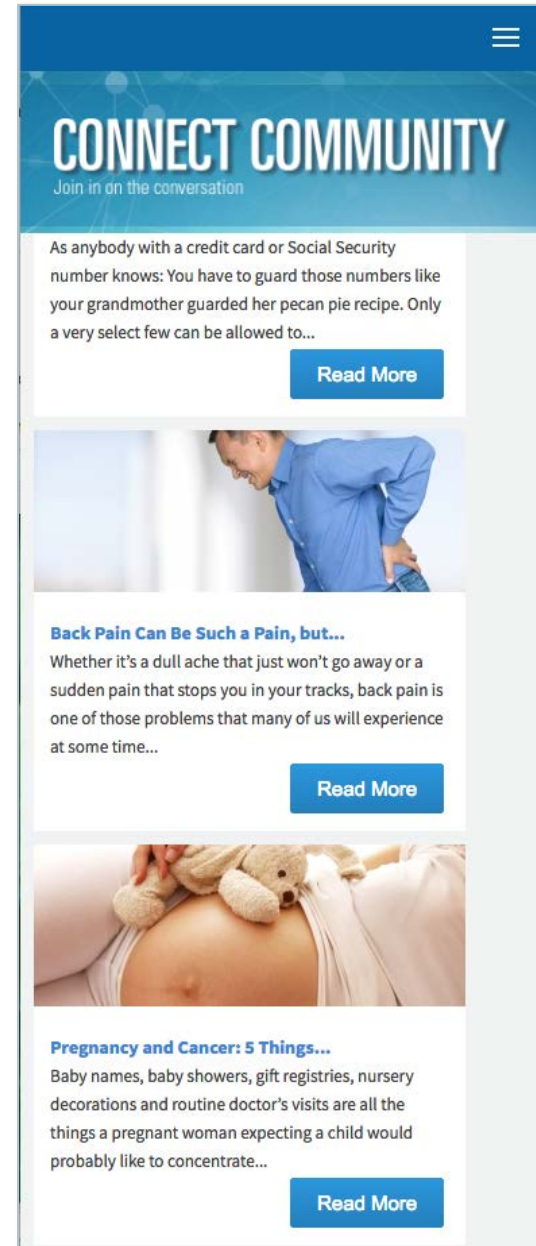 CONNECT COMMUNITY
Join in on the conversation
As anybody with a credit card or Social Security
number knows: You have to guard those numbers like
your grandmother guarded her pecan pie recipe. Only
a very select few can be allowed to...
Read More
Back Pain Can Be Such a Pain, but...
Whether it’s a dull ache that just won’t go away or a
sudden pain that stops you in your tracks, back pain is
one of those problems that many of us will experience
at some time...
Read More
Pregnancy and Cancer: 5 Things...
Baby names, baby showers, gift registries, nursery
decorations and routine doctor’s visits are all the
things a pregnant woman expecting a child would
probably like to concentrate...
Read More